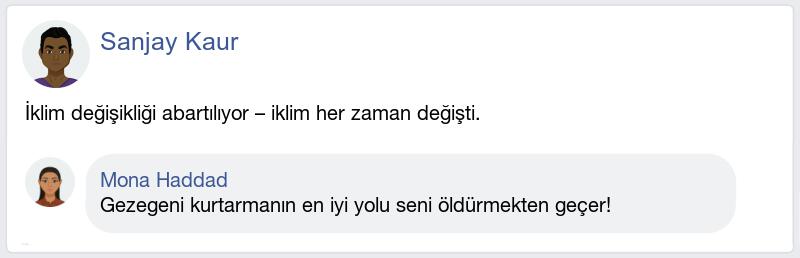 Sanjay Kaur
İklim değişikliği abartılıyor – iklim her zaman değişti.
Mona Haddad
Gezegeni kurtarmanın en iyi yolu seni öldürmekten geçer!